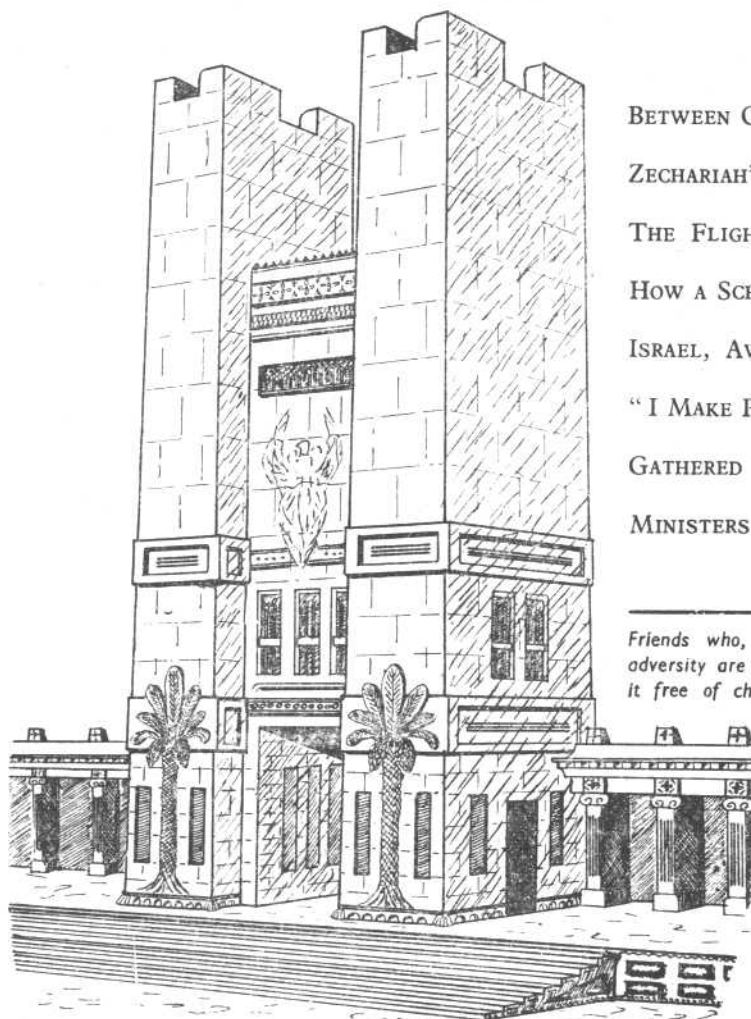 BETWEEN
ZECHARIAH'
THE FLIGH
HOW A SCH
ISRAEL, AV
“ I MAKE P
GATHERED
MINISTERS
Friends who,
adversity are
it free of ch